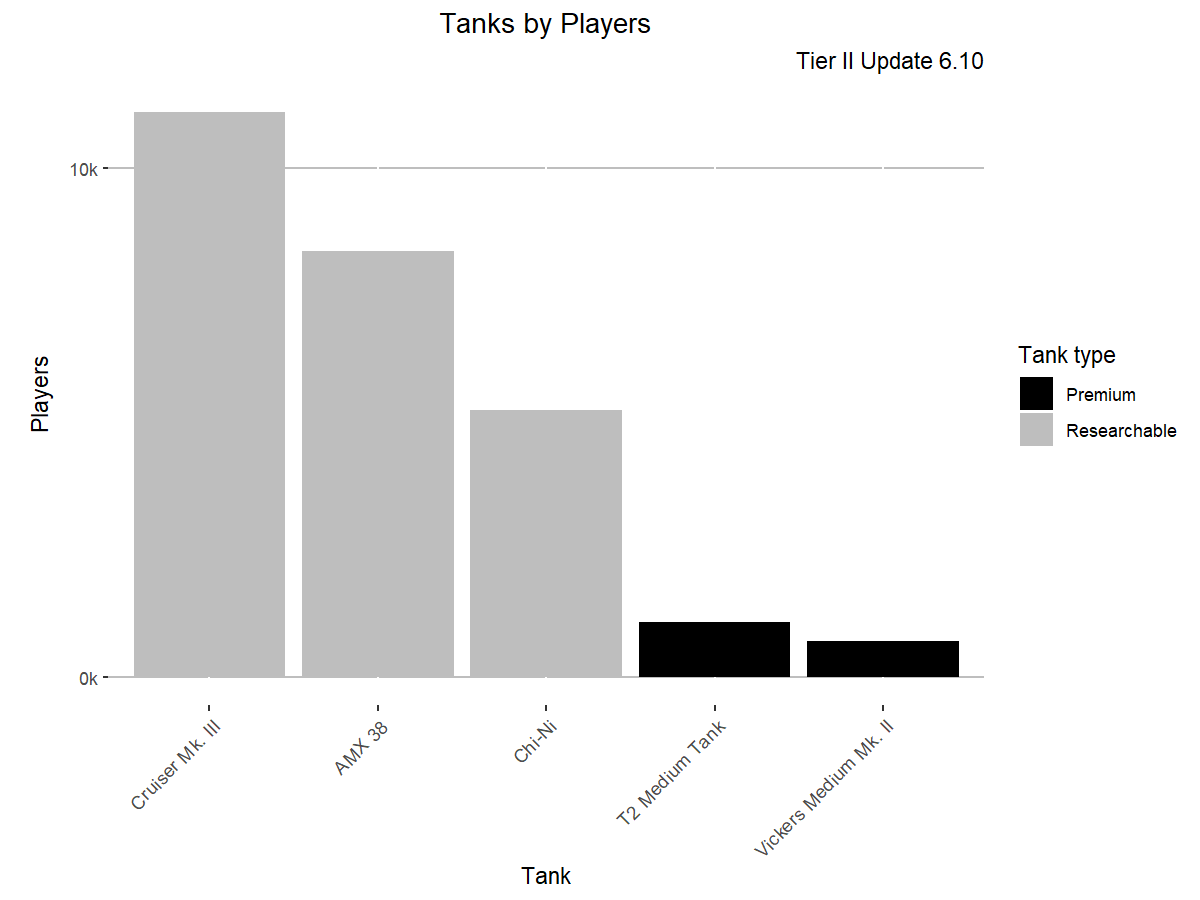 Tanks by Players
Tier II Update 6.10
10k
0k
Players
Cruiser Mk. III
AMX 38
Chi-Ni
T2 Medium Tank
Vickers Medium Mk. II
Tank
Tank type
Premium
Researchable